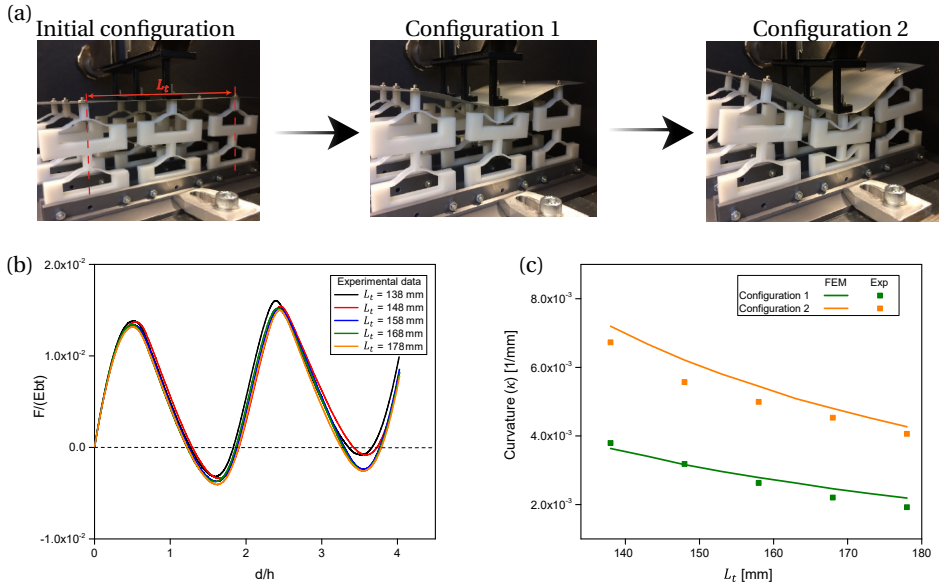 (a)
Initial configuration
Configuration 1
Configuration 2
L_t
(b)
2.0x10⁻²
1.0x10⁻²
0.0
-1.0x10⁻²
F/(Ebt)
0
1
2
3
4
d/h
Experimental data
L_t = 138 mm
L_t = 148 mm
L_t = 158 mm
L_t = 168 mm
L_t = 178 mm
(c)
8.0x10⁻³
6.0x10⁻³
4.0x10⁻³
2.0x10⁻³
Curvature (κ) [1/mm]
140
150
160
170
180
L_t [mm]
FEM Exp
Configuration 1
Configuration 2